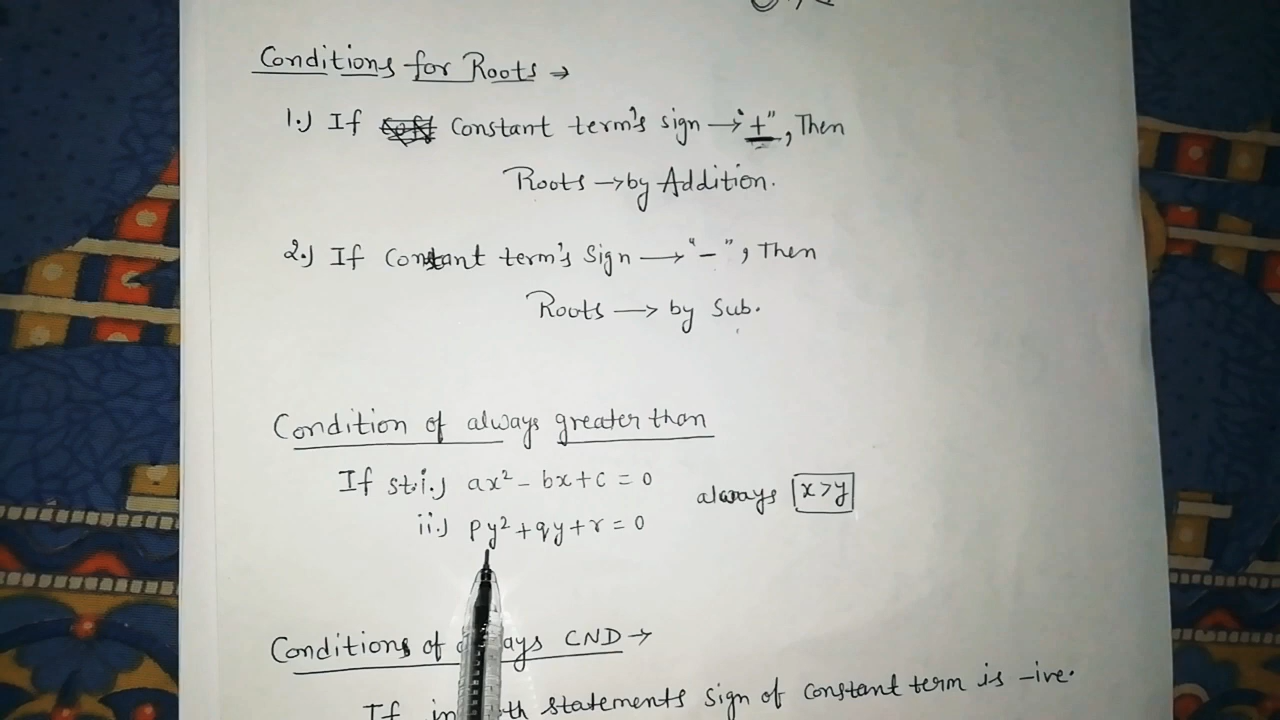 Conditions for Roots →
1.) If Constant term's sign → "+", Then
Roots → by Addition.
2.) If Constant term's Sign → "-", Then
Roots → by Sub.
Condition of always greater than
If st.i.) ax² - bx + c = 0
always x>y
ii.) py² + qy + r = 0
Conditions of CND →
If in statements sign of constant term is -ive.